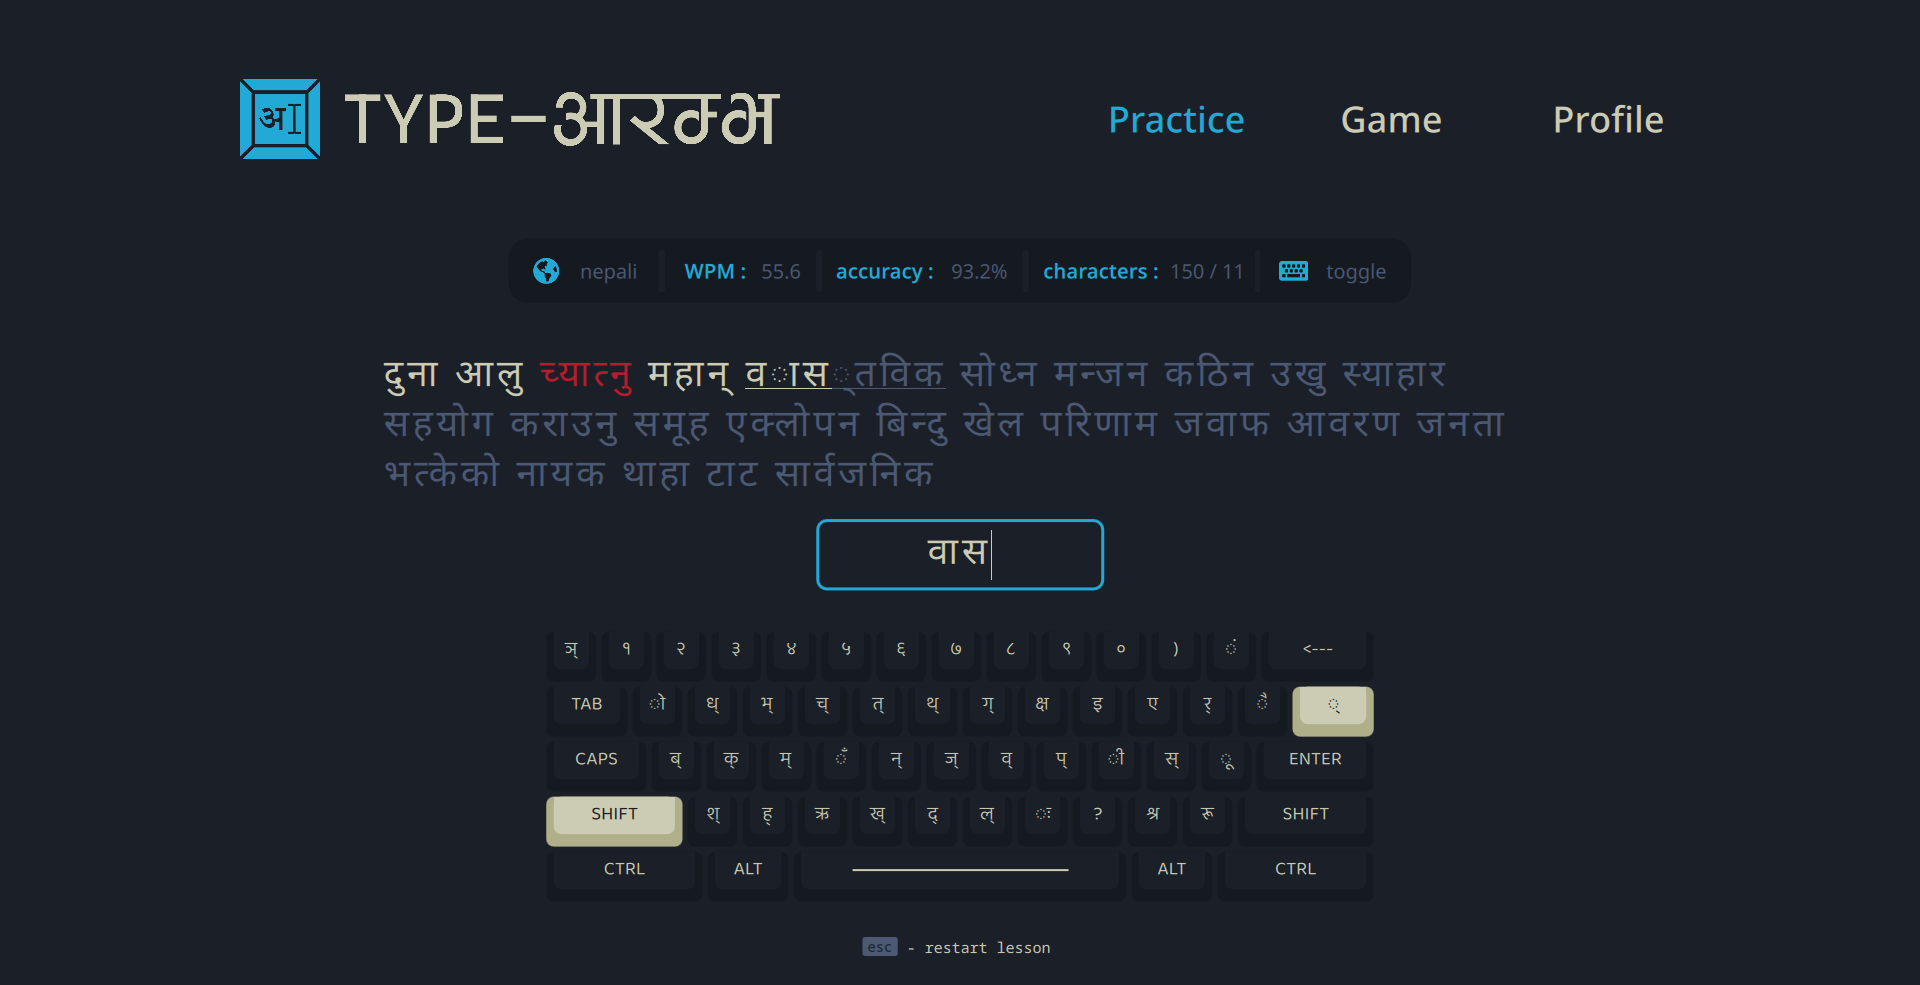 अ
TYPE-आरम्भ
Practice Game Profile
nepali WPM : 55.6 accuracy : 93.2% characters : 150 / 11 toggle
दुना आलु च्यात्नु महान् वास्तविक सोध्न मन्जन कठिन उखु स्याहार
सहयोग कराउनु समूह एक्लोपन बिन्दु खेल परिणाम जवाफ आवरण जनता
भत्केको नायक थाहा टाट सार्वजनिक
वास
ञ् १ २ ३ ४ ५ ६ ७ ८ ९ ० ) ं <---
TAB ो ध् भ् च् त् थ् ग् क्ष इ ए र् ै ्
CAPS ब् क् म् ँ न् ज् व् प् ी स् ू ENTER
SHIFT श् ह् ऋ ख् द् ल् ः ? श्र रू SHIFT
CTRL ALT ALT CTRL
esc - restart lesson